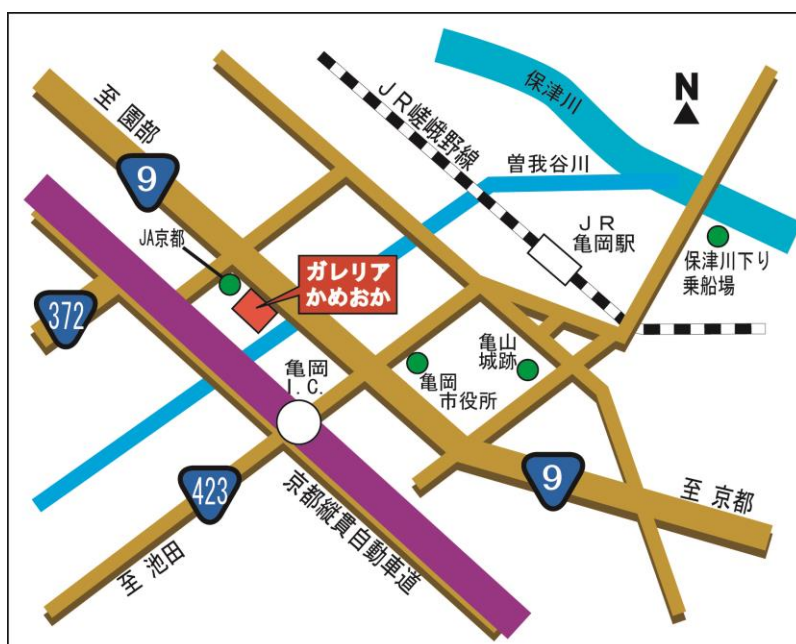 至 園部
9
JR嵯峨野線
保津川
N
曽我谷川
JR
亀岡駅
保津川下り
乗船場
JA京都
ガレリア
かめおか
372
亀岡
I.C.
亀山
城跡
亀岡
市役所
423
9
至 京都
京都縦貫自動車道
至 池田